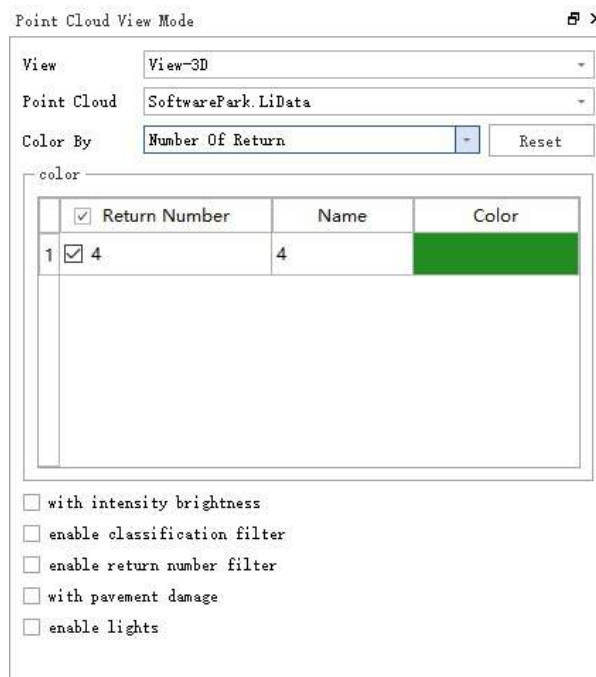 Point Cloud View Mode
View View-3D
Point Cloud SoftwarePark.LiData
Color By Number Of Return Reset
color
Return Number Name Color
1 4 4
with intensity brightness
enable classification filter
enable return number filter
with pavement damage
enable lights